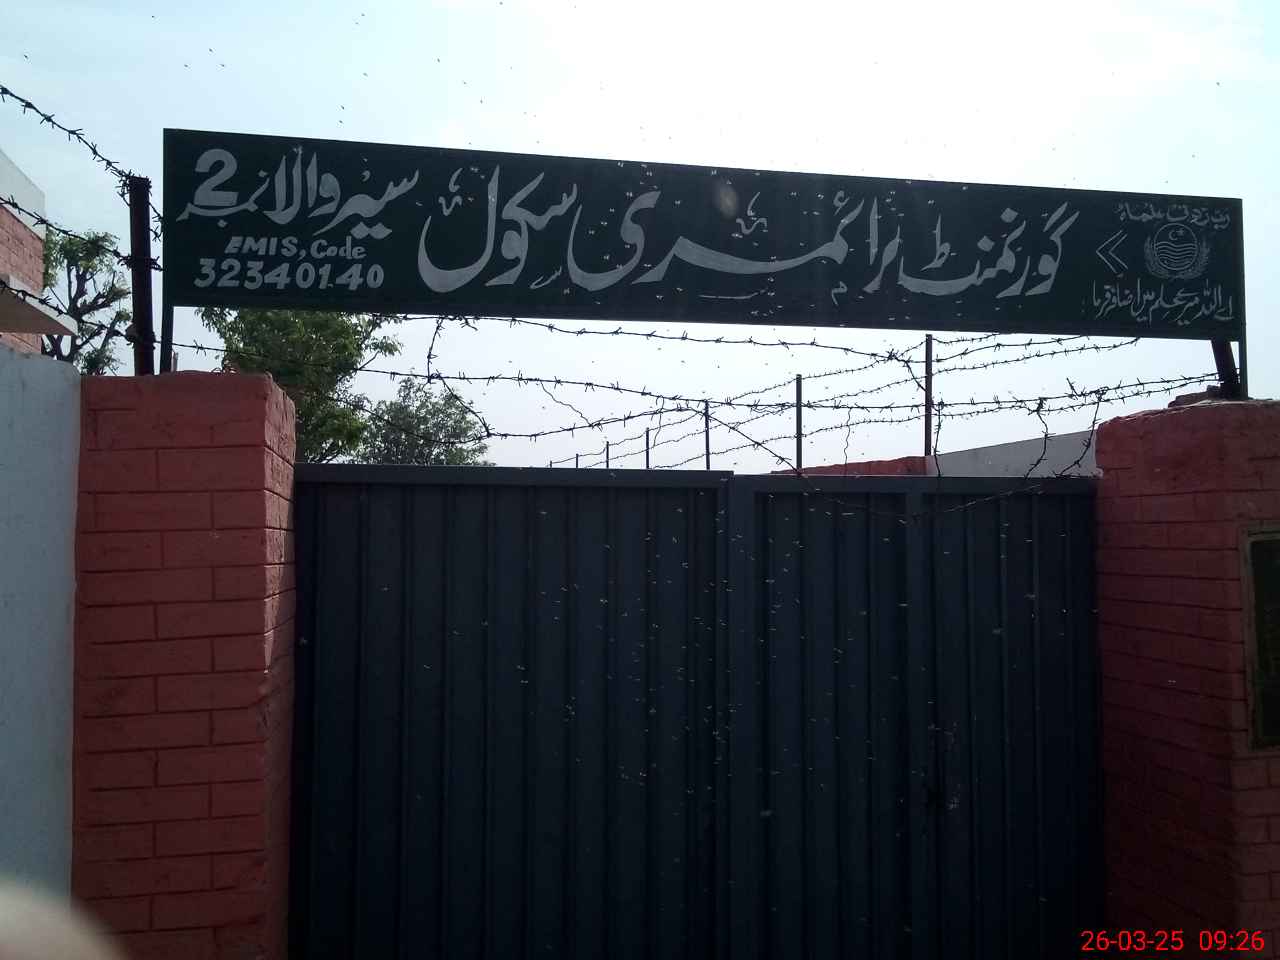 رَبِّ زِدْنِیْ عِلْمًا
اے اللہ میرے علم میں اضافہ فرما
گورنمنٹ پرائمری سکول
سیر والا نمبر 2
EMIS, Code
32340140
26-03-25 09:26